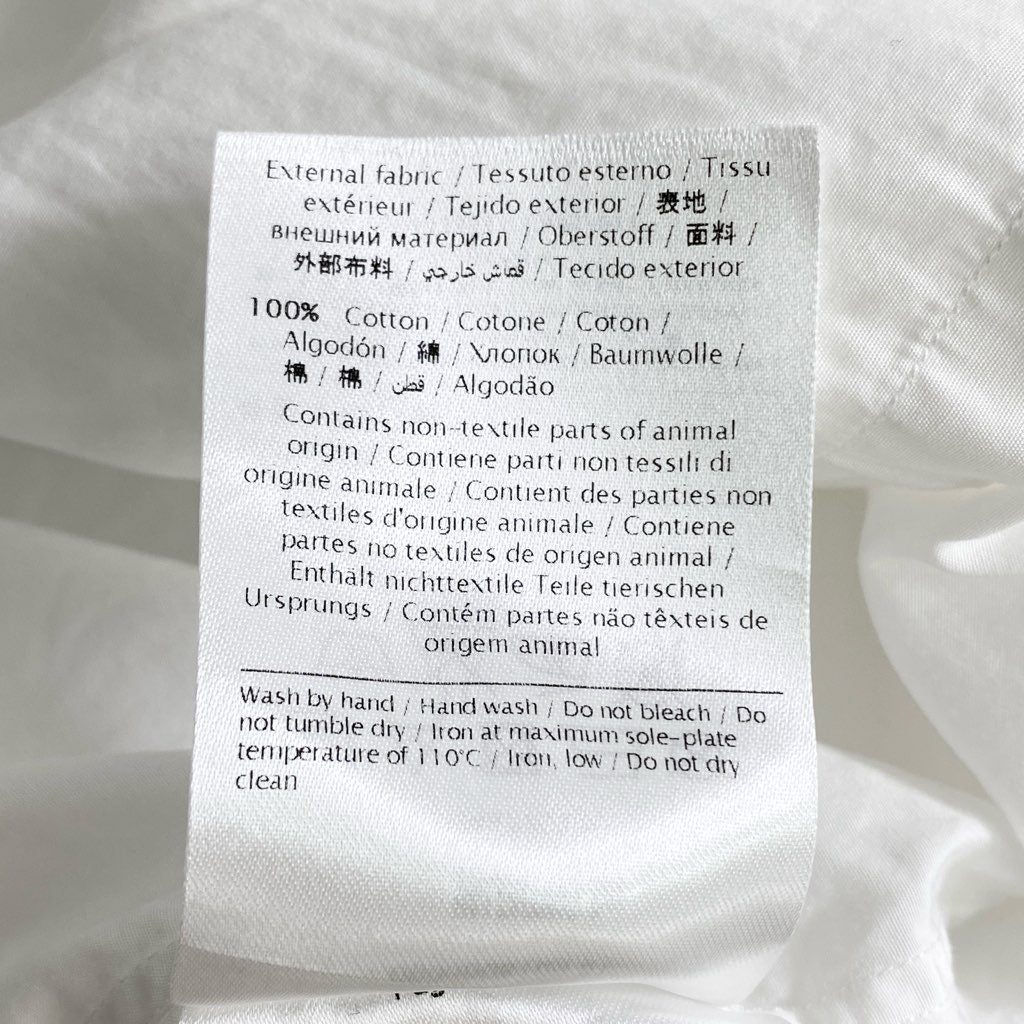 External fabric / Tessuto esterno / Tissu
extérieur / Tejido exterior / 表地 /
внешний материал / Oberstoff / 面料 /
外部布料 / قماش خارجي / Tecido exterior
100% Cotton / Cotone / Coton /
Algodón / 綿 / Хлопок / Baumwolle /
棉 / 棉 / قطن / Algodão
Contains non-textile parts of animal
origin / Contiene parti non tessili di
origine animale / Contient des parties non
textiles d'origine animale / Contiene
partes no textiles de origen animal /
Enthält nichttextile Teile tierischen
Ursprungs / Contém partes não têxteis de
origem animal
Wash by hand / Hand wash / Do not bleach / Do
not tumble dry / Iron at maximum sole-plate
temperature of 110°C / Iron, low / Do not dry
clean